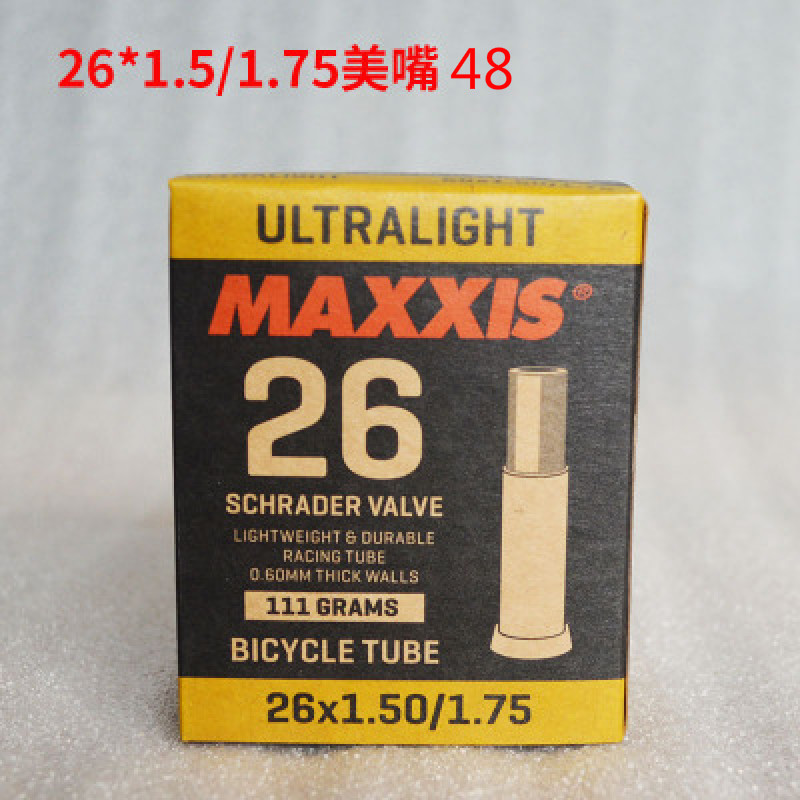 26*1.5/1.75美嘴 48
ULTRALIGHT
MAXXIS®
26
SCHRADER VALVE
LIGHTWEIGHT & DURABLE
RACING TUBE
0.60MM THICK WALLS
111 GRAMS
BICYCLE TUBE
26x1.50/1.75